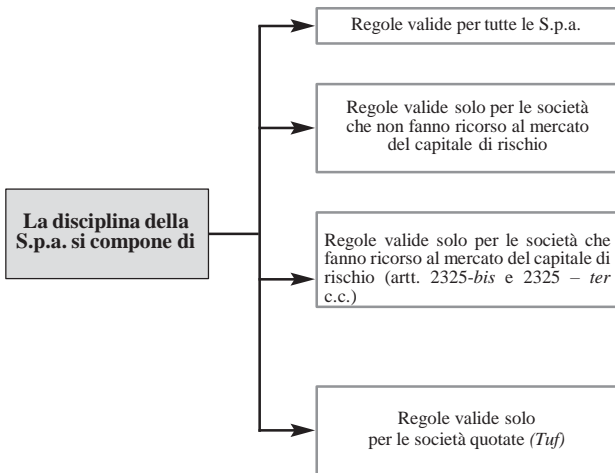 Regole valide per tutte le S.p.a.
Regole valide solo per le società
che non fanno ricorso al mercato
del capitale di rischio
La disciplina della
S.p.a. si compone di
Regole valide solo per le società che
fanno ricorso al mercato del capitale di
rischio (artt. 2325-bis e 2325 – ter
c.c.)
Regole valide solo
per le società quotate (Tuf)